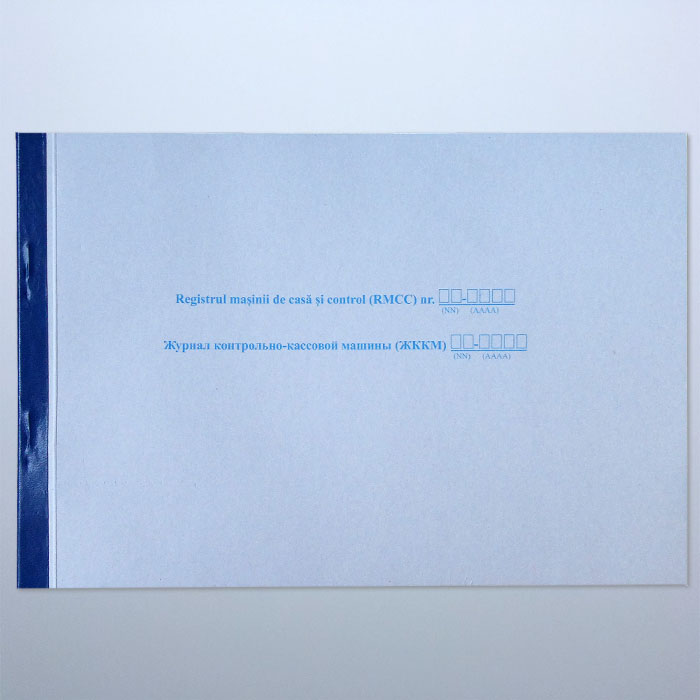 Registrul mașinii de casă și control (RMCC) nr. □□-□□□□
(NN) (AAAA)
Журнал контрольно-кассовой машины (ЖККМ) □□-□□□□
(NN) (AAAA)